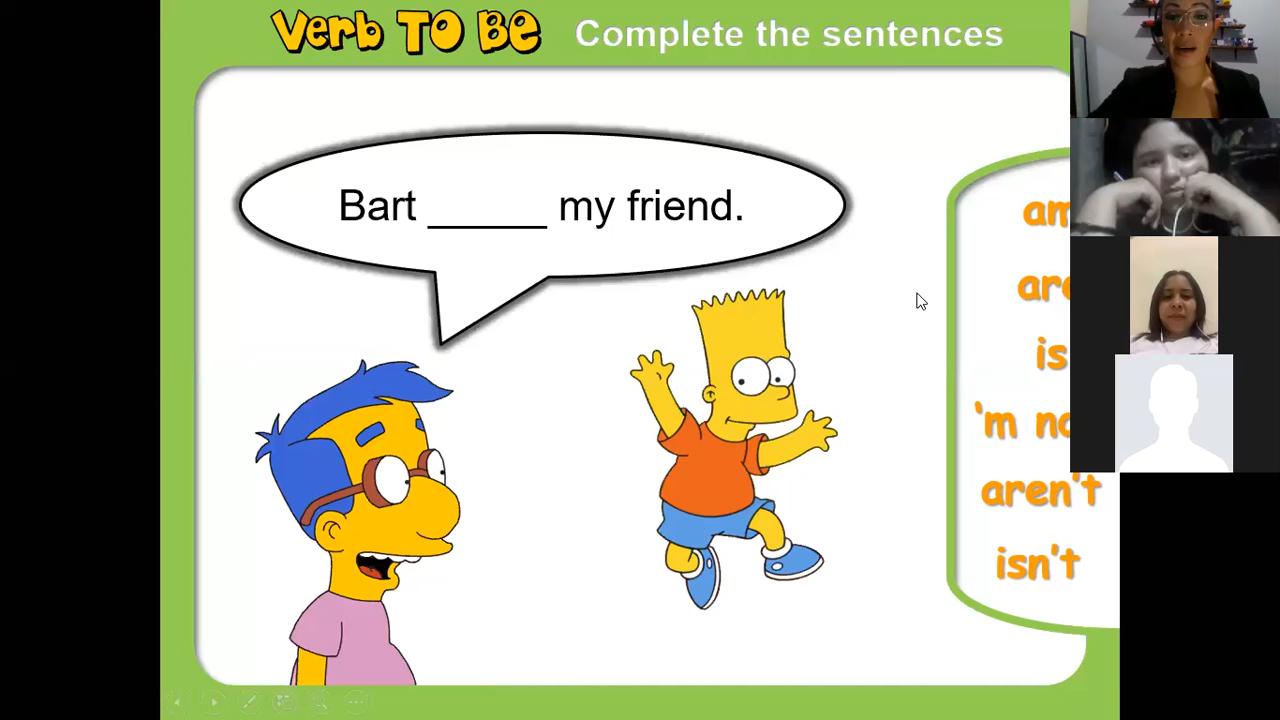 Verb TO BE
Complete the sentences
Bart _____ my friend.
am
are
is
'm no
aren't
isn't